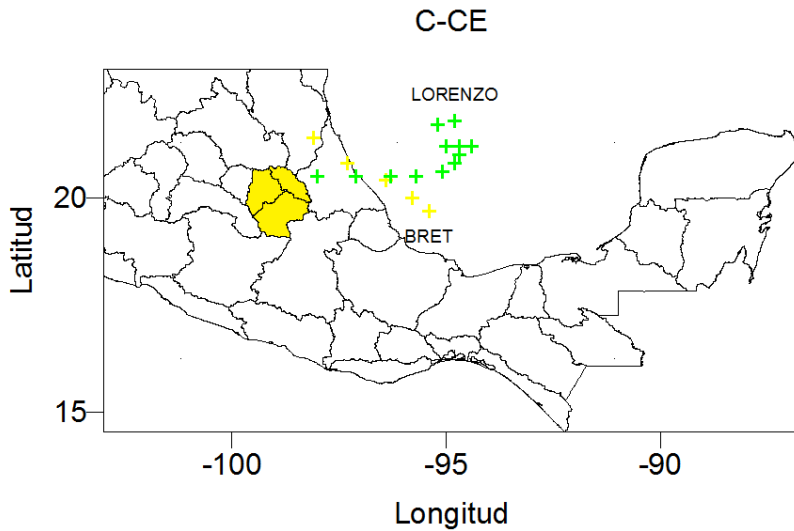 C-CE
LORENZO
BRET
Latitud
20
15
-100
-95
-90
Longitud